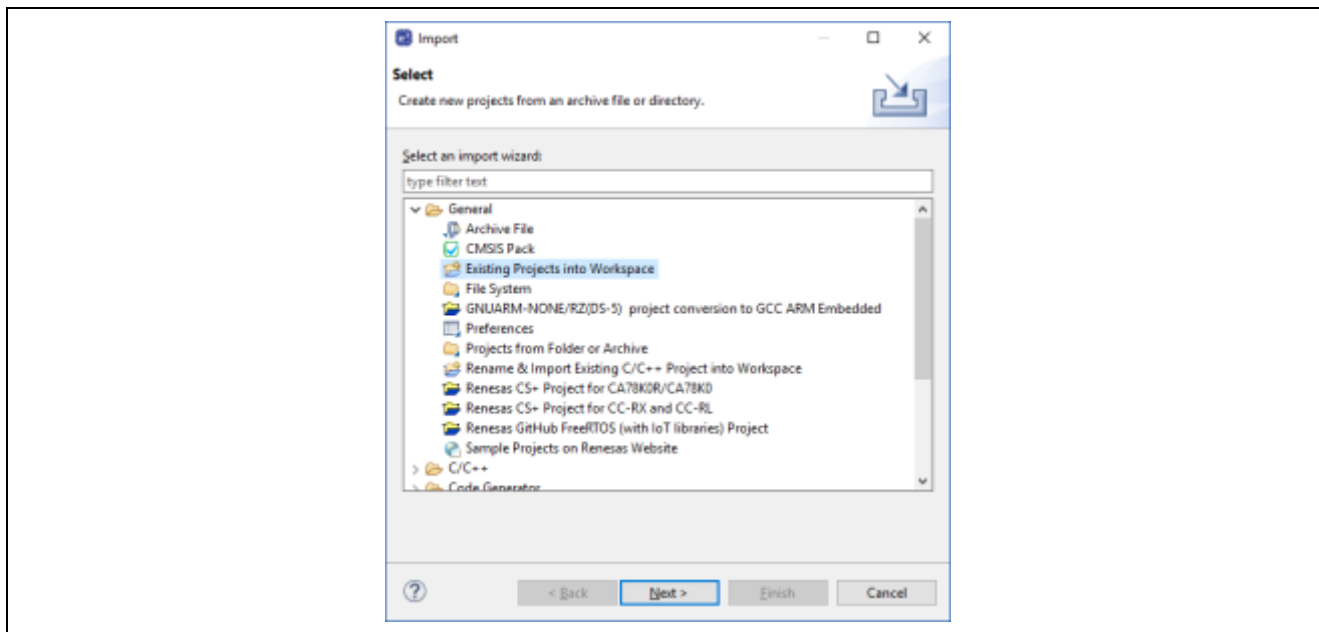 Import
Select
Create new projects from an archive file or directory.
Select an import wizard:
type filter text
General
Archive File
CMSIS Pack
Existing Projects into Workspace
File System
GNUARM-NONE/RZ(DS-5) project conversion to GCC ARM Embedded
Preferences
Projects from Folder or Archive
Rename & Import Existing C/C++ Project into Workspace
Renesas CS+ Project for CA78K0R/CA78K0
Renesas CS+ Project for CC-RX and CC-RL
Renesas GitHub FreeRTOS (with IoT libraries) Project
Sample Projects on Renesas Website
C/C++
Code Generator
? < Back Next > Finish Cancel